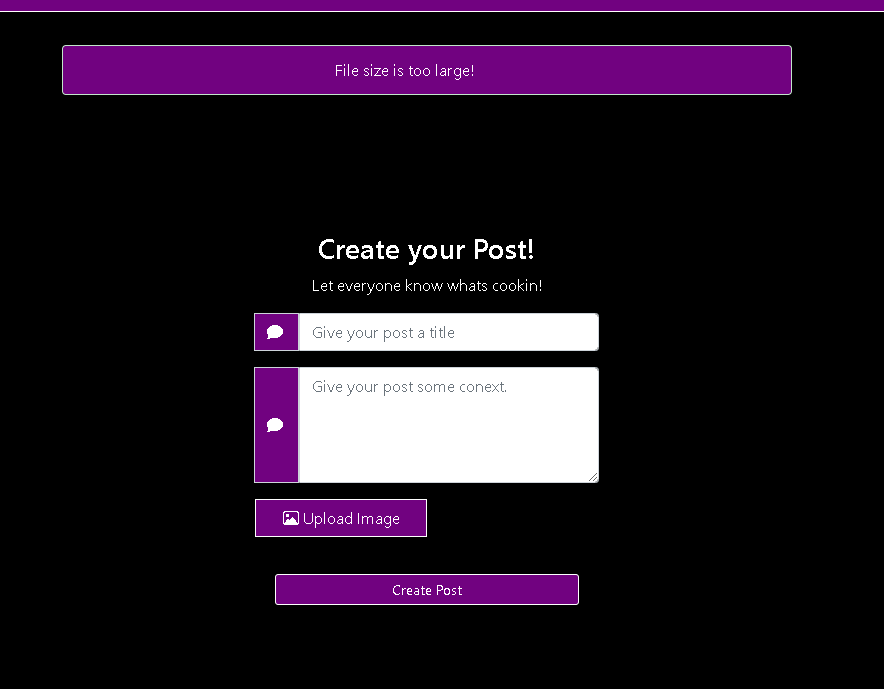 File size is too large!
Create your Post!
Let everyone know whats cookin!
Give your post a title
Give your post some conext.
Upload Image
Create Post